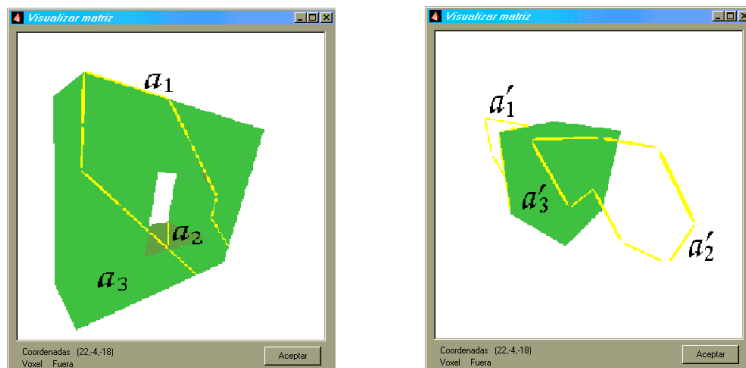 Visualizar matriz
a1
a2
a3
Coordenadas (22,-4,-18)
Voxel Fuera
Aceptar
Visualizar matriz
a′1
a′3
a′2
Coordenadas (22,-4,-18)
Voxel Fuera
Aceptar